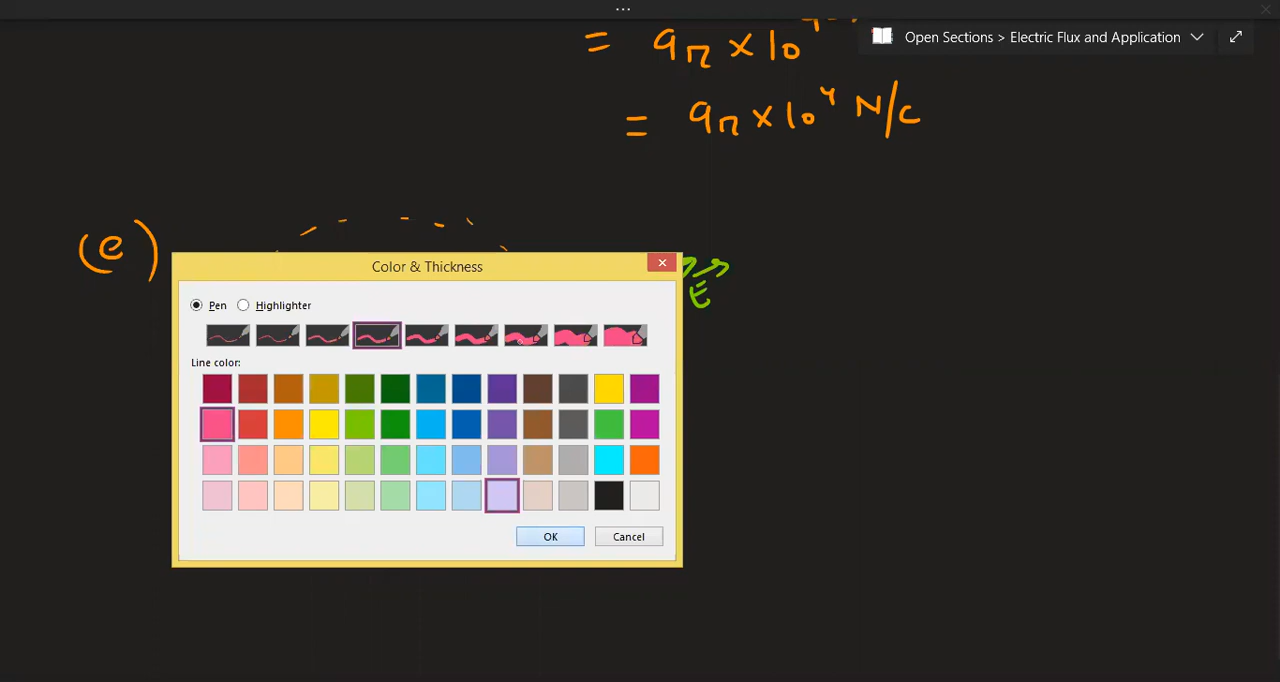 ...
= 9π × 10
Open Sections > Electric Flux and Application
= 9π × 10⁴ N/C
(e)
E
Color & Thickness
Pen
Highlighter
Line color:
OK
Cancel